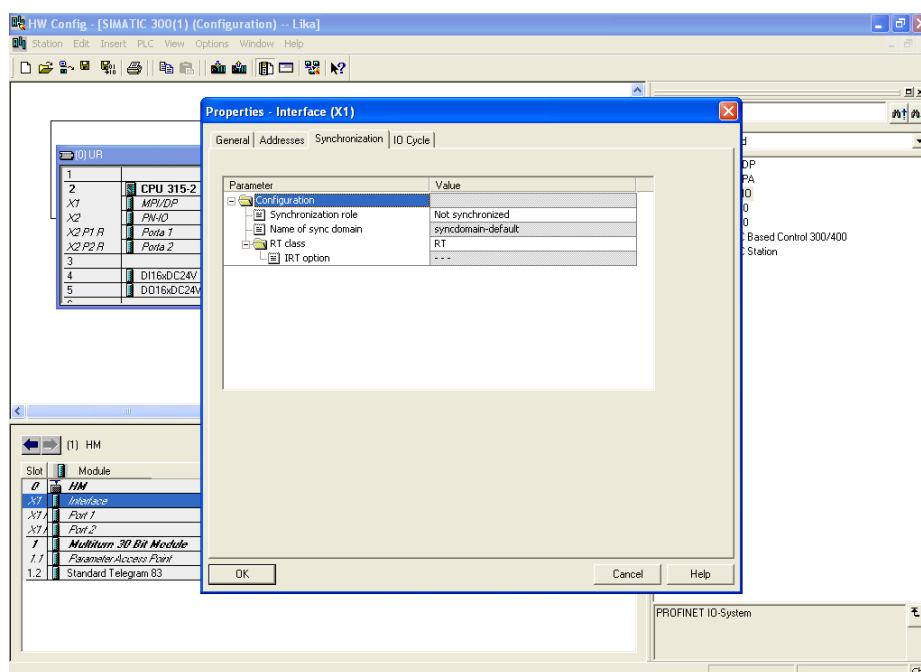 HW Config - [SIMATIC 300(1) (Configuration) -- Lika]
Station Edit Insert PLC View Options Window Help
Properties - Interface (X1)
General Addresses Synchronization IO Cycle
Parameter Value
Configuration
Synchronization role Not synchronized
Name of sync domain syncdomain-default
RT class RT
IRT option - - -
OK Cancel Help
(0) UR
1
2 CPU 315-2
X1 MPI/DP
X2 PN-IO
X2 P1 R Porta 1
X2 P2 R Porta 2
3
4 DI16xDC24V
5 DO16xDC24V
d
DP
PA
IO
0
0
C Based Control 300/400
C Station
(1) HM
Slot Module
0 HM
X1 Interface
X1 Port 1
X1 Port 2
1 Multiturn 30 Bit Module
1.1 Parameter Access Point
1.2 Standard Telegram 83
PROFINET IO-System